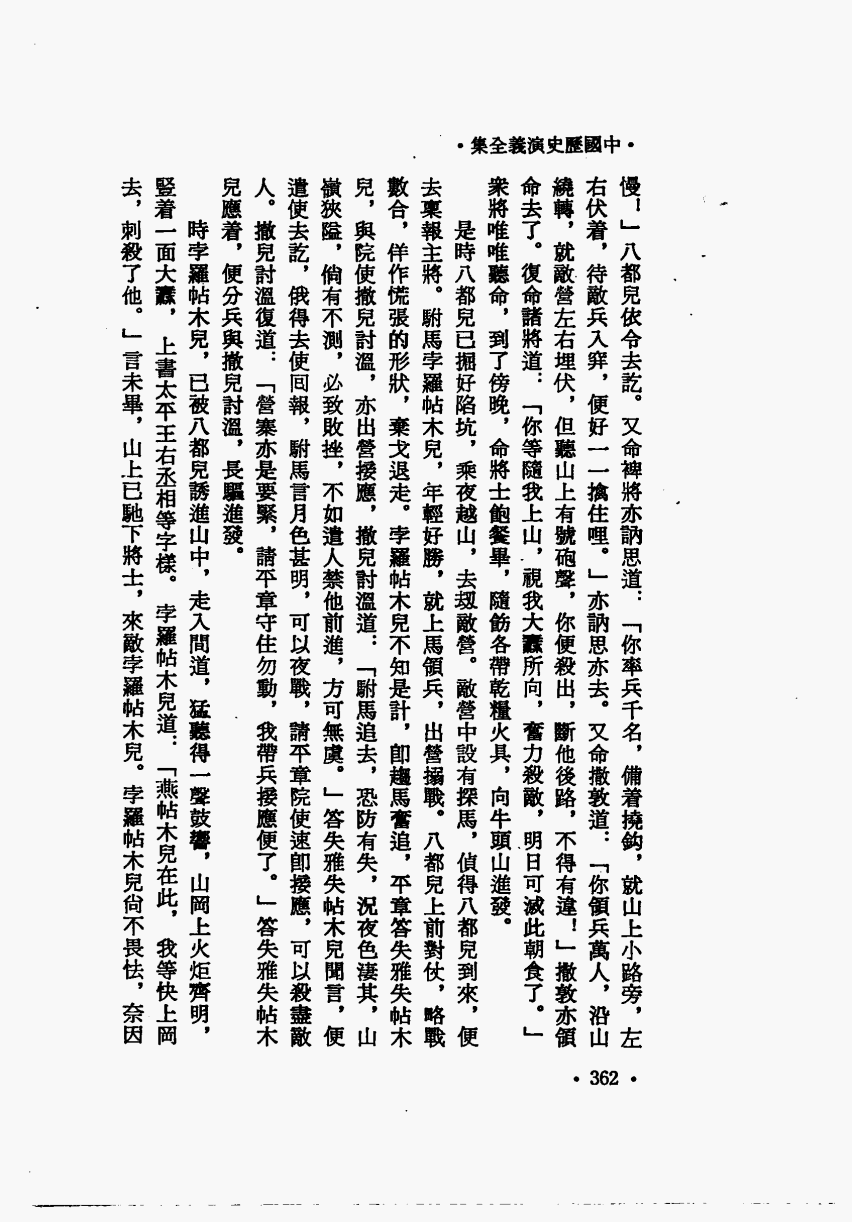 •中國歷史演義全集•
慢！」八都兒依令去訖。又命裨將亦訥思道：「你率兵千名，備着撓鈎，就山上小路旁，左
右伏着，待敵兵入穽，便好一一擒住哩。」亦訥思亦去。又命撒敦道：「你領兵萬人，沿山
繞轉，就敵營左右埋伏，但聽山上有號砲聲，你便殺出，斷他後路，不得有違！」撒敦亦領
命去了。復命諸將道：「你等隨我上山，視我大纛所向，奮力殺敵，明日可滅此朝食了。」
衆將唯唯聽命，到了傍晚，命將士飽餐畢，隨飭各帶乾糧火具，向牛頭山進發。
是時八都兒已掘好陷坑，乘夜越山，去刼敵營。敵營中設有探馬，偵得八都兒到來，便
去稟報主將。駙馬孛羅帖木兒，年輕好勝，就上馬領兵，出營搦戰。八都兒上前對仗，略戰
數合，佯作慌張的形狀，棄戈退走。孛羅帖木兒不知是計，卽趨馬奮追，平章答失雅失帖木
兒，與院使撒兒討溫，亦出營接應，撒兒討溫道：「駙馬追去，恐防有失，況夜色凄其，山
嶺狹隘，倘有不測，必致敗挫，不如遣人禁他前進，方可無虞。」答失雅失帖木兒聞言，便
遣使去訖，俄得去使回報，駙馬言月色甚明，可以夜戰，請平章院使速卽接應，可以殺盡敵
人。撒兒討溫復道：「營寨亦是要緊，請平章守住勿動，我帶兵接應便了。」答失雅失帖木
兒應着，便分兵與撒兒討溫，長驅進發。
時孛羅帖木兒，已被八都兒誘進山中，走入間道，猛聽得一聲鼓響，山岡上火炬齊明，
豎着一面大纛，上書太平王右丞相等字樣。孛羅帖木兒道：「燕帖木兒在此，我等快上岡
去，刺殺了他。」言未畢，山上已馳下將士，來敵孛羅帖木兒。孛羅帖木兒尙不畏怯，奈因
•362•